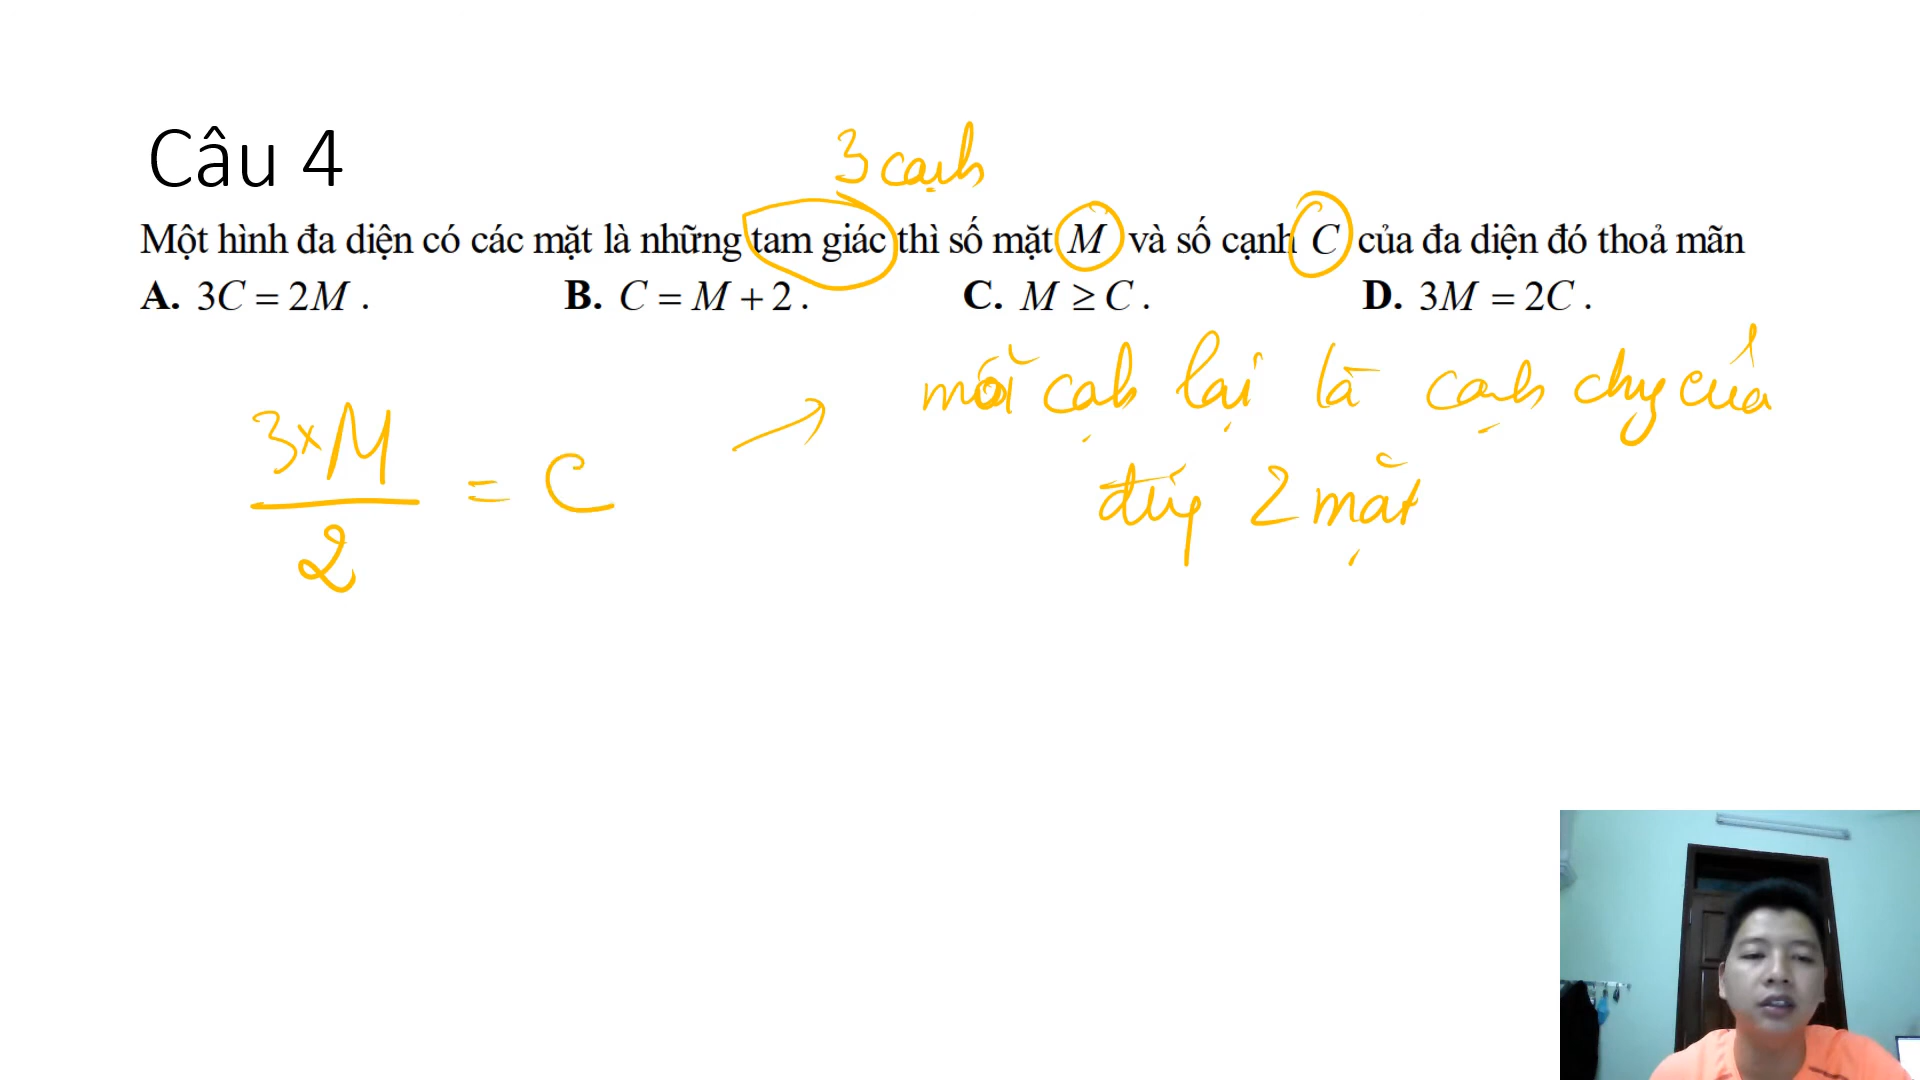 Câu 4
3 cạnh
Một hình đa diện có các mặt là những tam giác thì số mặt M và số cạnh C của đa diện đó thoả mãn
A. 3C = 2M . B. C = M + 2 . C. M ≥ C . D. 3M = 2C .
3×M / 2 = C → mỗi cạnh lại là cạnh chung của
đúng 2 mặt